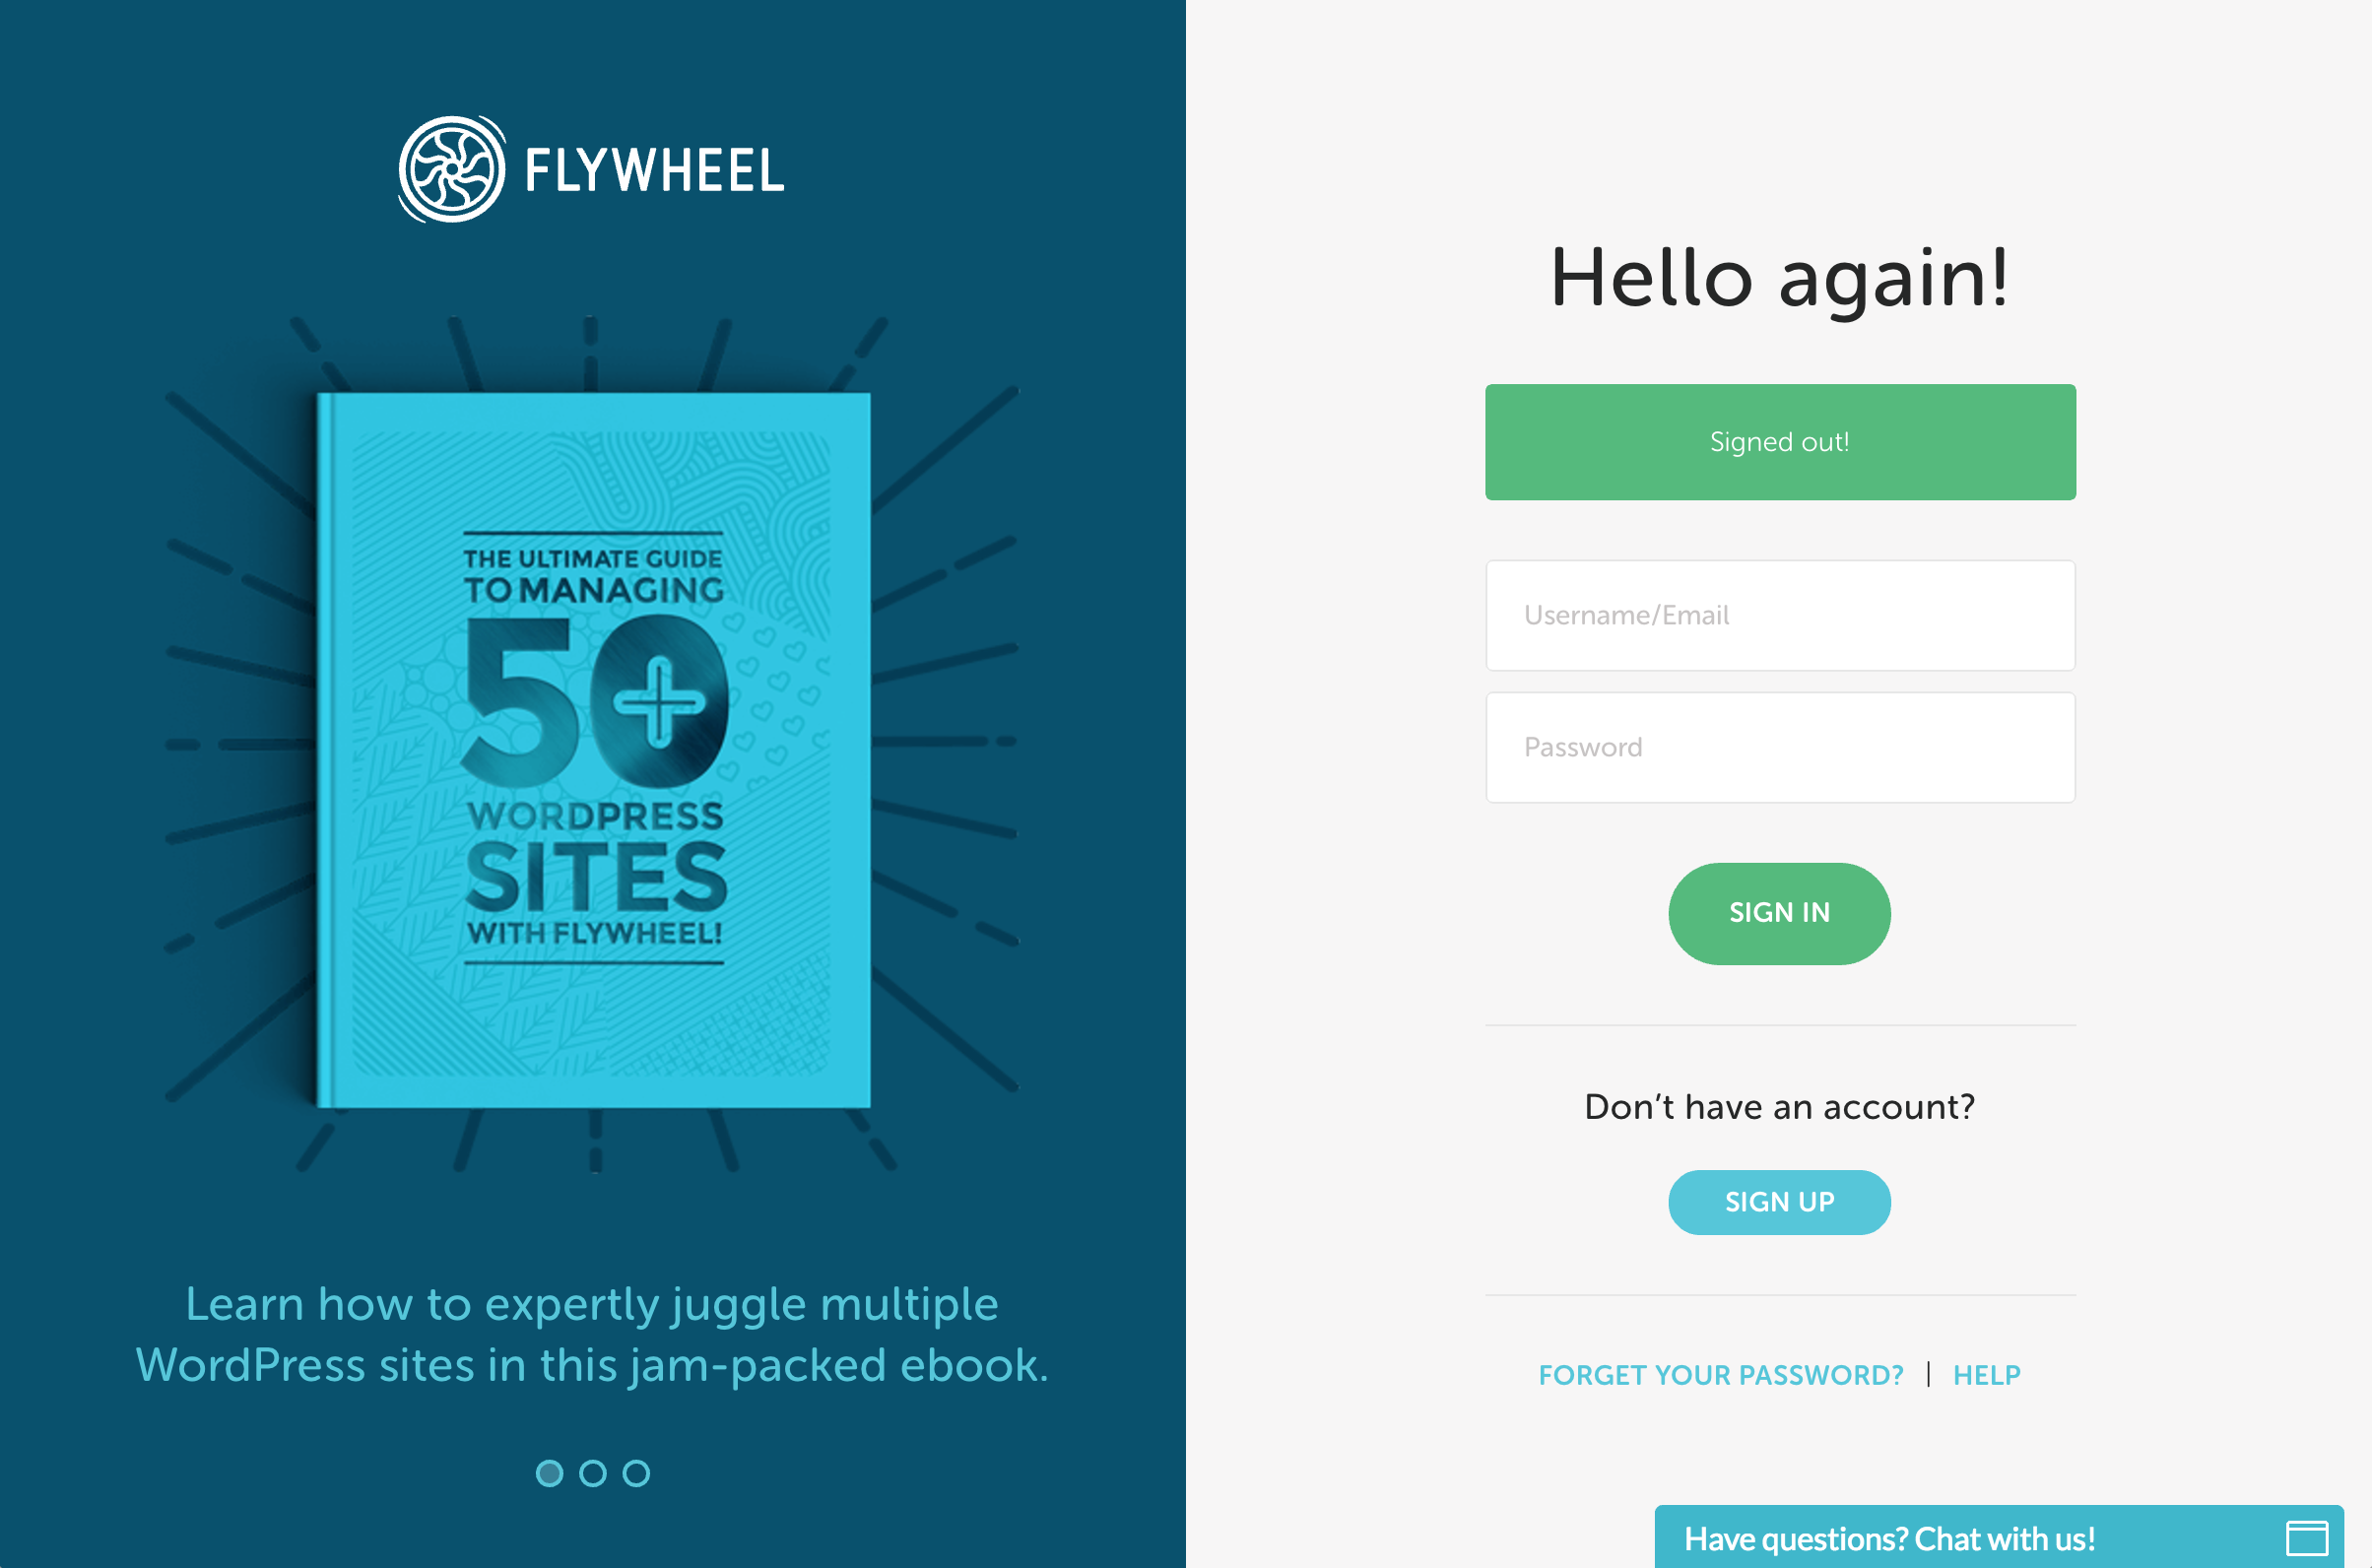 FLYWHEEL
THE ULTIMATE GUIDE
TO MANAGING
50+
WORDPRESS
SITES
WITH FLYWHEEL!
Learn how to expertly juggle multiple
WordPress sites in this jam-packed ebook.
Hello again!
Signed out!
Username/Email
Password
SIGN IN
Don’t have an account?
SIGN UP
FORGET YOUR PASSWORD? | HELP
Have questions? Chat with us!